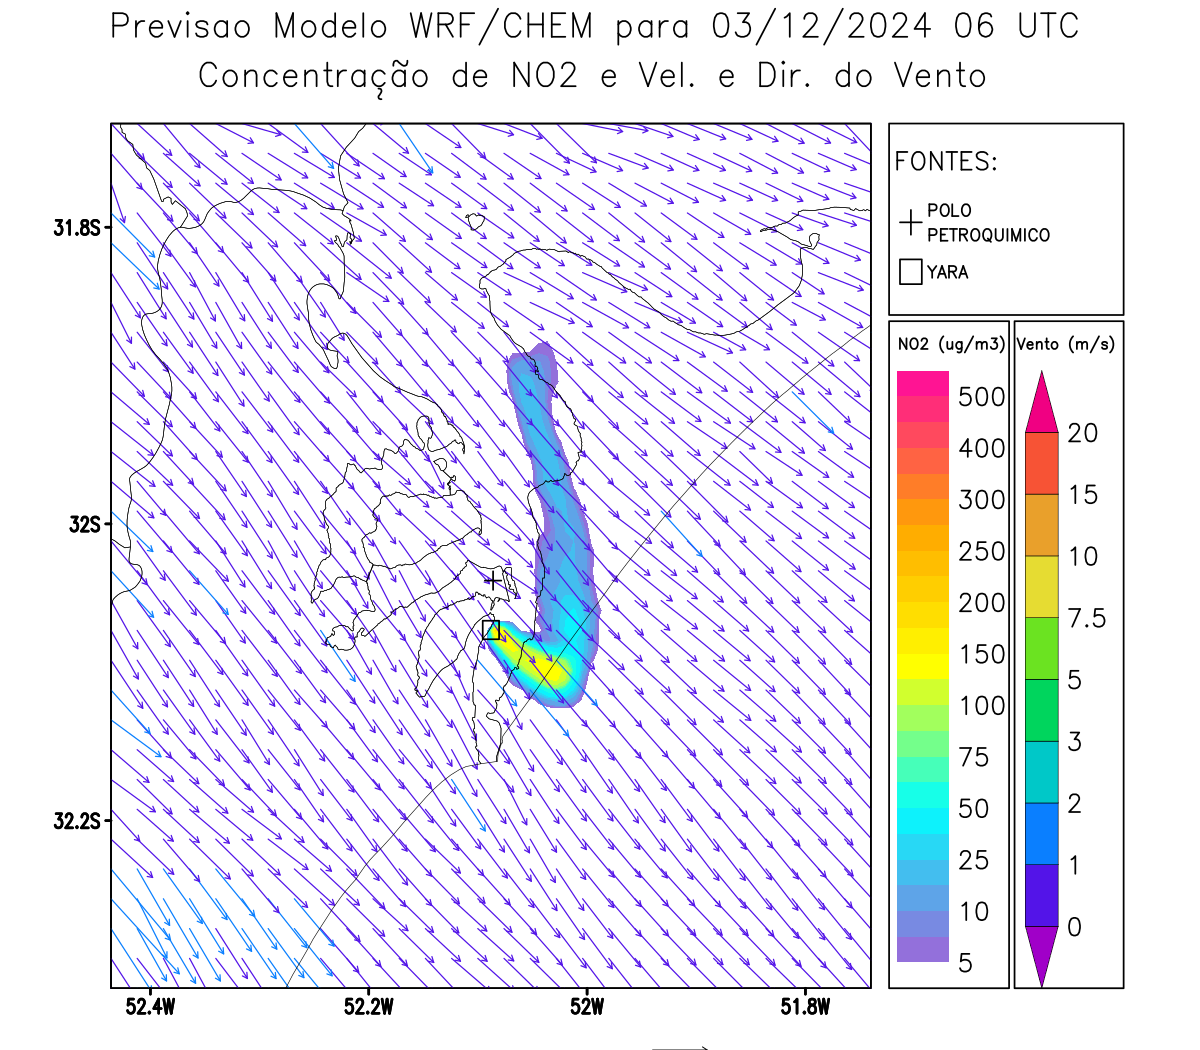 Previsao Modelo WRF/CHEM para 03/12/2024 06 UTC
Concentração de NO2 e Vel. e Dir. do Vento
FONTES:
POLO
PETROQUIMICO
YARA
NO2 (ug/m3)
500
400
300
250
200
150
100
75
50
25
10
5
Vento (m/s)
20
15
10
7.5
5
3
2
1
0
31.8S
32S
32.2S
52.4W
52.2W
52W
51.8W